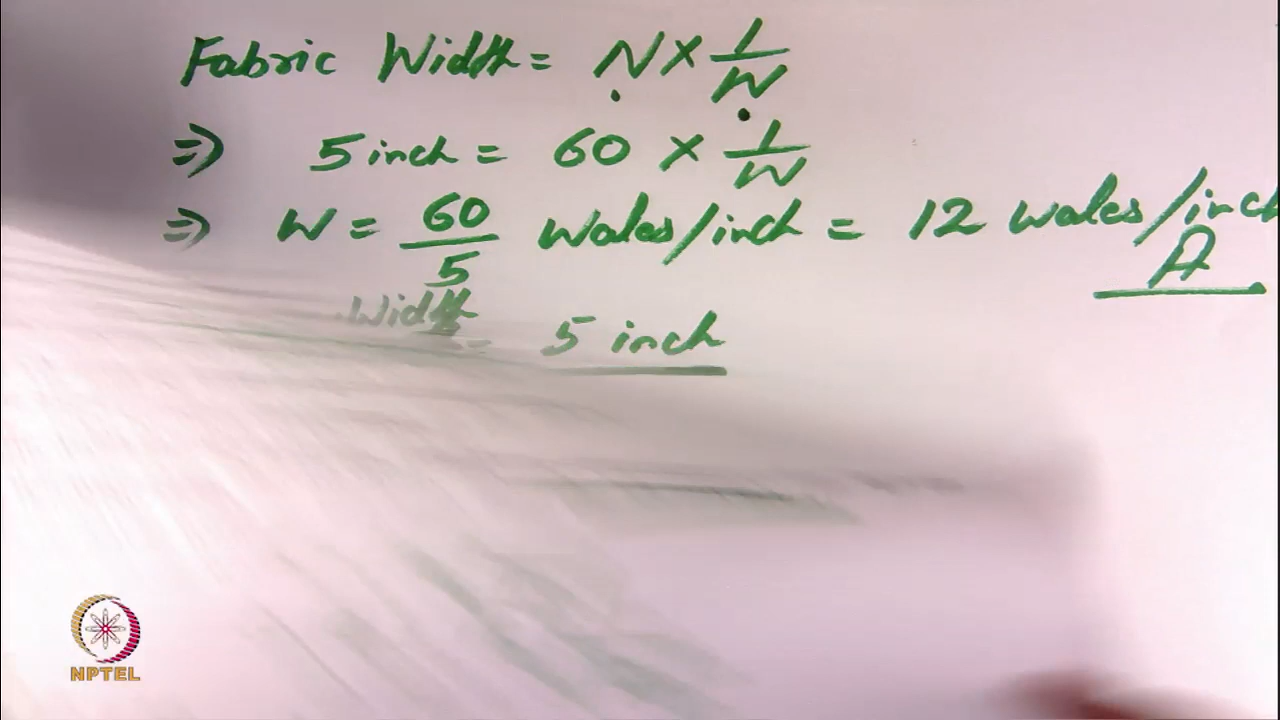 Fabric Width = N × 1/W
⇒ 5 inch = 60 × 1/W
⇒ W = 60/5 wales/inch = 12 wales/inch
A
Width = 5 inch
NPTEL